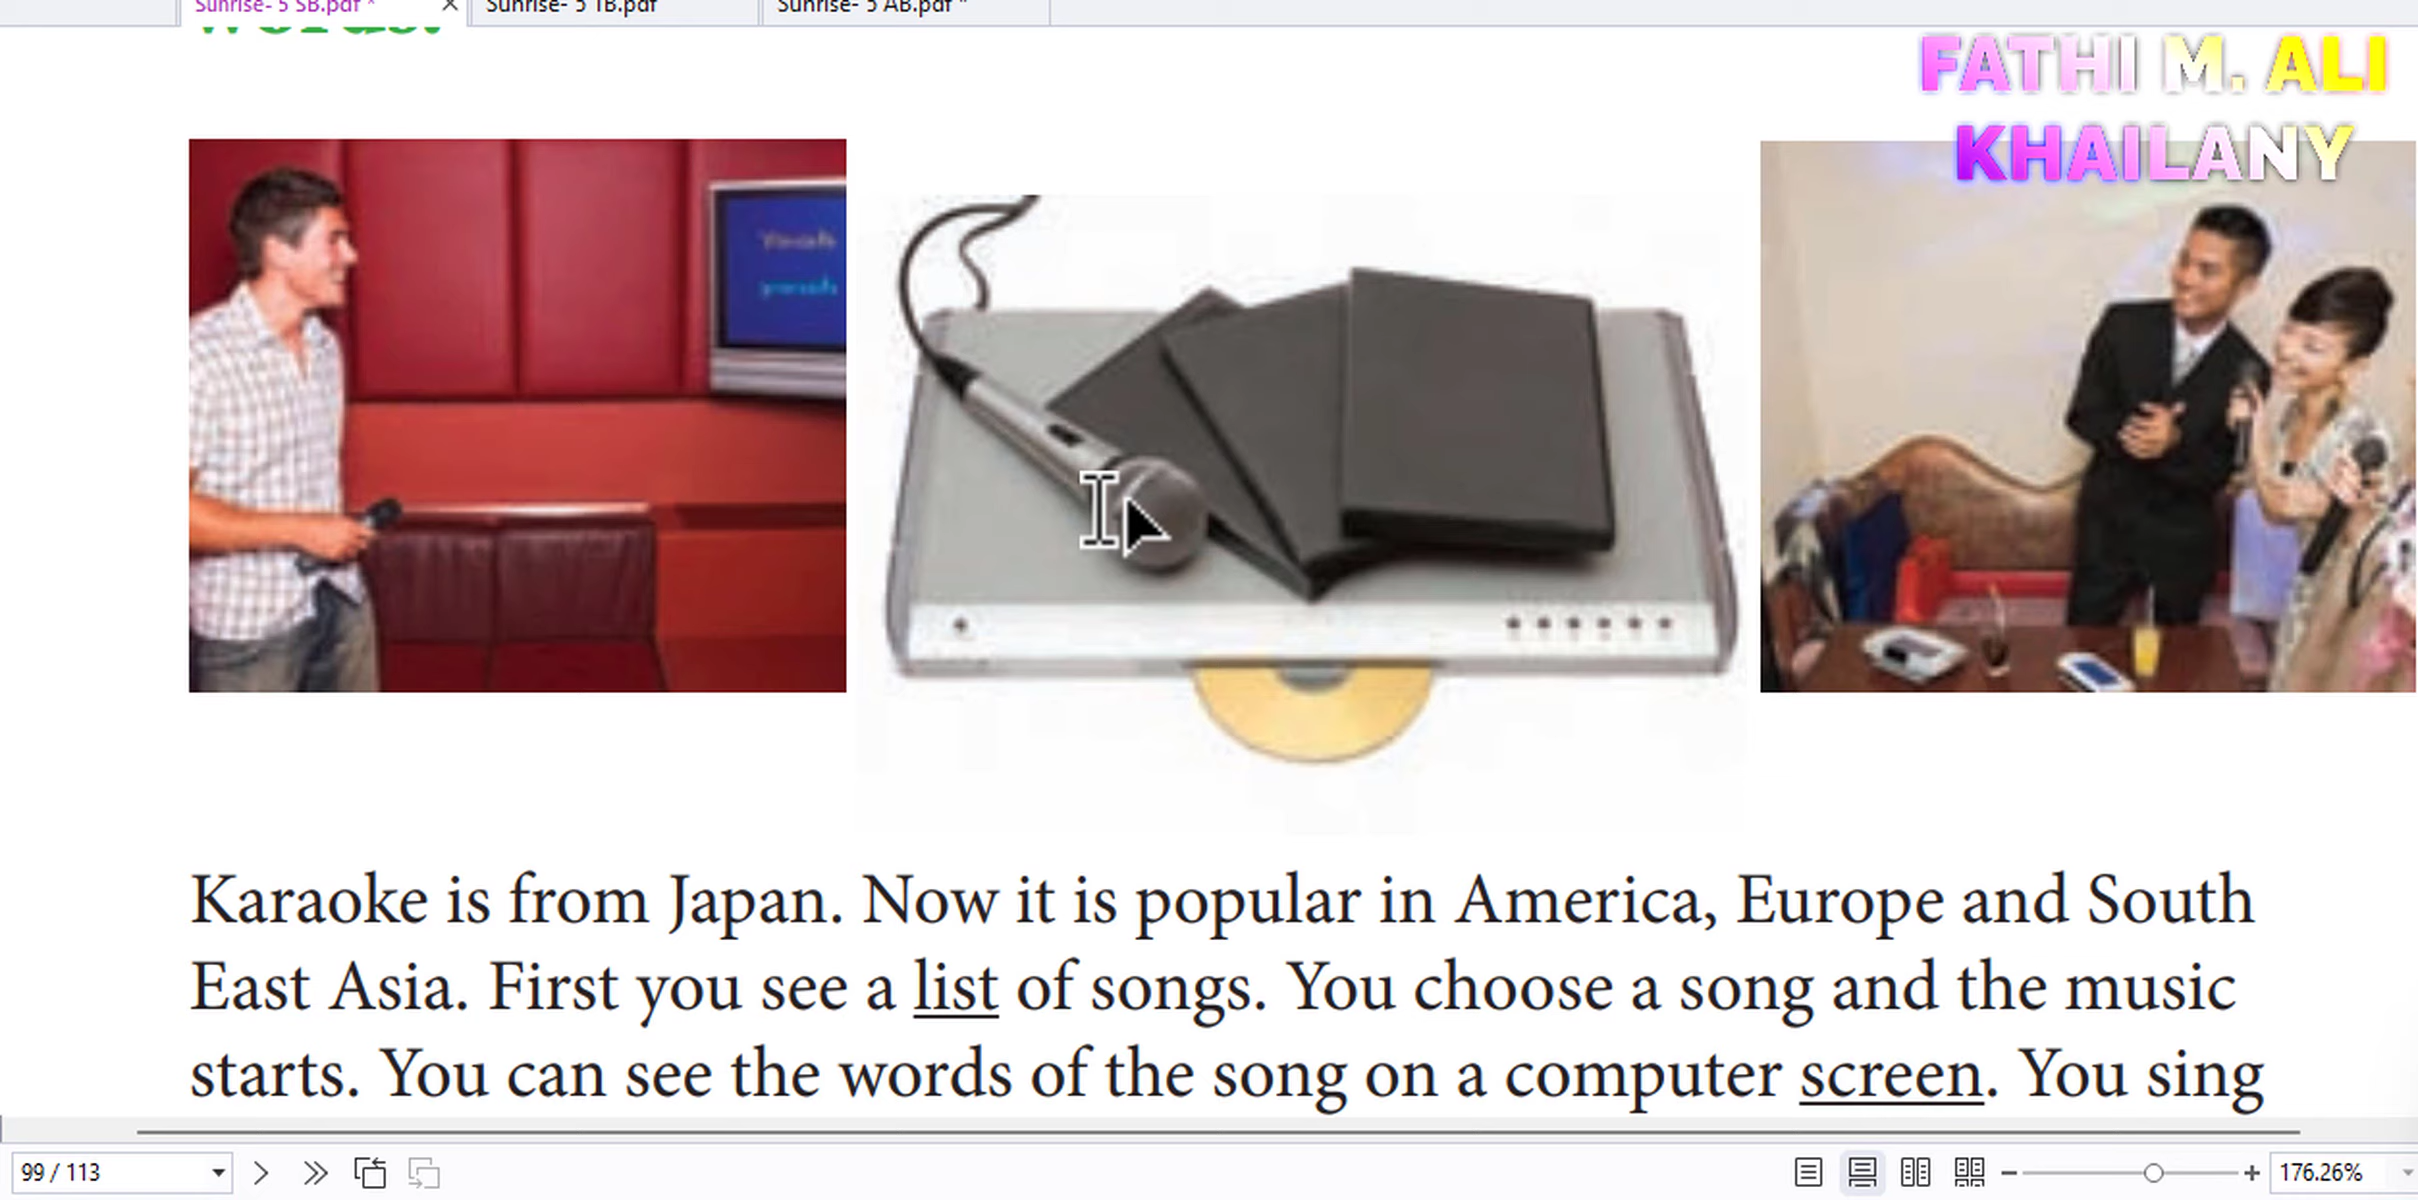 Sunrise- 5 SB.pdf *
Sunrise- 5 TB.pdf
Sunrise- 5 AB.pdf *
words.
FATHI M. ALI
KHAILANY
Karaoke is from Japan. Now it is popular in America, Europe and South
East Asia. First you see a list of songs. You choose a song and the music
starts. You can see the words of the song on a computer screen. You sing
99 / 113
176.26%